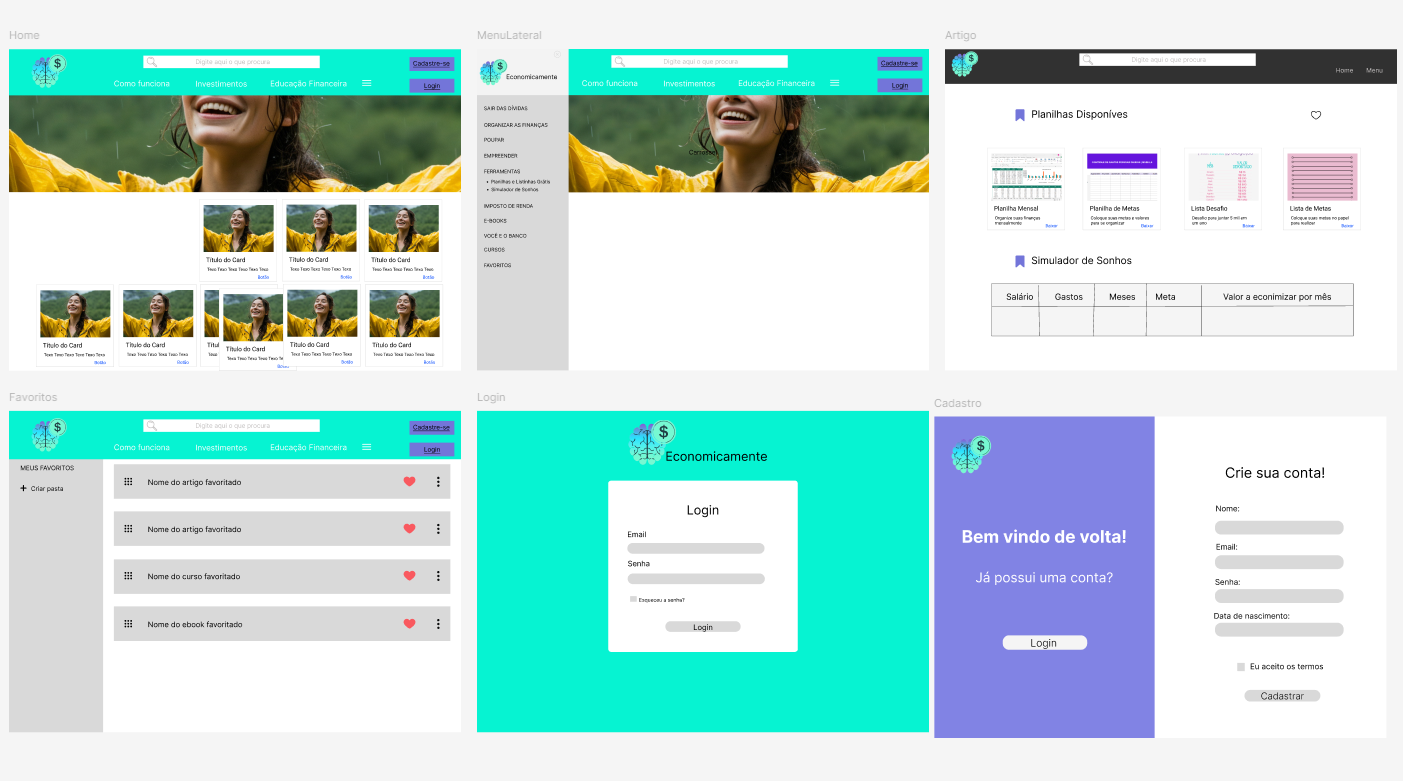 Home
$
Digite aqui o que procura
Cadastre-se
Como funciona
Investimentos
Educação Financeira
Login
Título do Card
Texo Texo Texo Texo Texo
Botão
Título do Card
Texo Texo Texo Texo Texo
Botão
Título do Card
Texo Texo Texo Texo Texo
Botão
Título do Card
Texo Texo Texo Texo Texo
Botão
Título do Card
Texo Texo Texo Texo Texo
Botão
Título do Card
Texo Texo Texo Texo
Botão
Título do Card
Texo Texo Texo Texo Texo
Botão
Título do Card
Texo Texo Texo Texo Texo
Botão
MenuLateral
$
Economicamente
Digite aqui o que procura
Cadastre-se
Como funciona
Investimentos
Educação Financeira
Login
SAIR DAS DÍVIDAS
ORGANIZAR AS FINANÇAS
POUPAR
EMPREENDER
FERRAMENTAS
Planilhas e Listinhas Grátis
Simulador de Sonhos
IMPOSTO DE RENDA
E-BOOKS
VOCÊ E O BANCO
CURSOS
FAVORITOS
Artigo
$
Digite aqui o que procura
Home
Menu
Planilhas Disponíves
Planilha Mensal
Organize suas finanças
mensalmente
Baixar
Planilha de Metas
Coloque suas metas e valores
para se organizar
Baixar
Lista Desafio
Desafio para juntar 5 mil em
um ano
Baixar
Lista de Metas
Coloque suas metas no papel
para realizar
Baixar
Simulador de Sonhos
Salário
Gastos
Meses
Meta
Valor a econimizar por mês
Favoritos
$
Digite aqui o que procura
Cadastre-se
Como funciona
Investimentos
Educação Financeira
Login
MEUS FAVORITOS
+ Criar pasta
Nome do artigo favoritado
Nome do artigo favoritado
Nome do curso favoritado
Nome do ebook favoritado
Login
$
Economicamente
Login
Email
Senha
Esqueceu a senha?
Login
Cadastro
$
Bem vindo de volta!
Já possui uma conta?
Login
Crie sua conta!
Nome:
Email:
Senha:
Data de nascimento:
Eu aceito os termos
Cadastrar